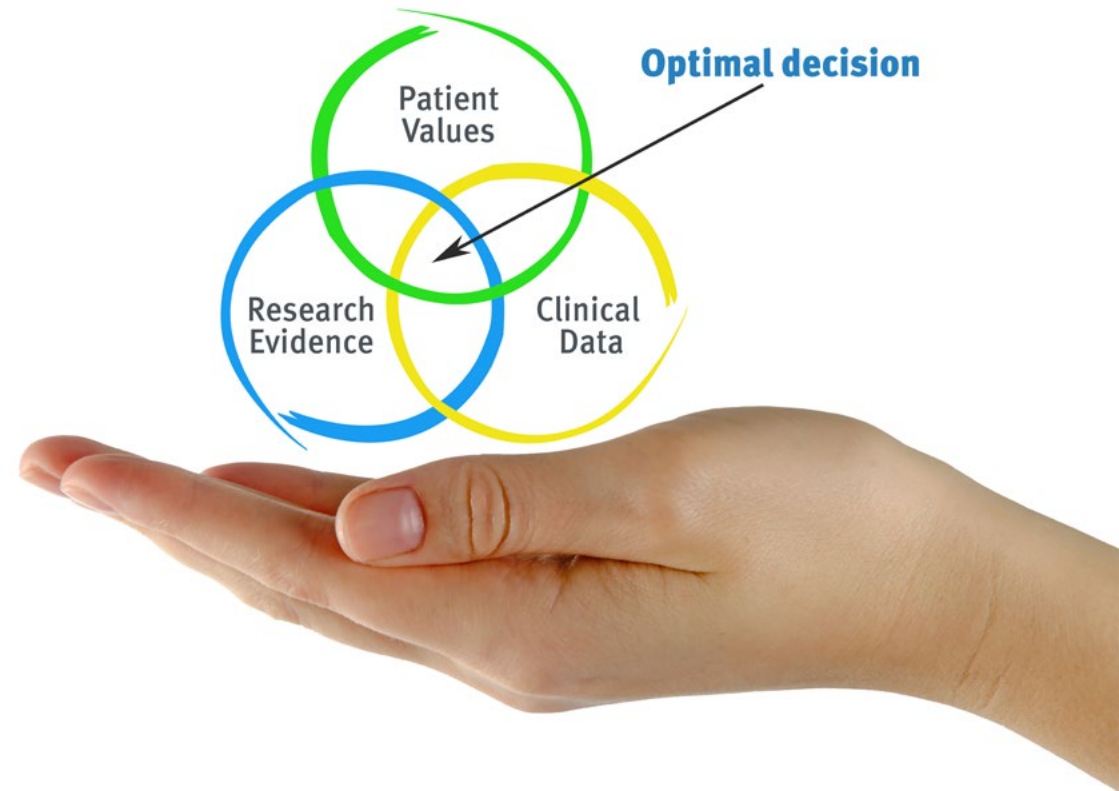 Optimal decision
Patient
Values
Research
Evidence
Clinical
Data